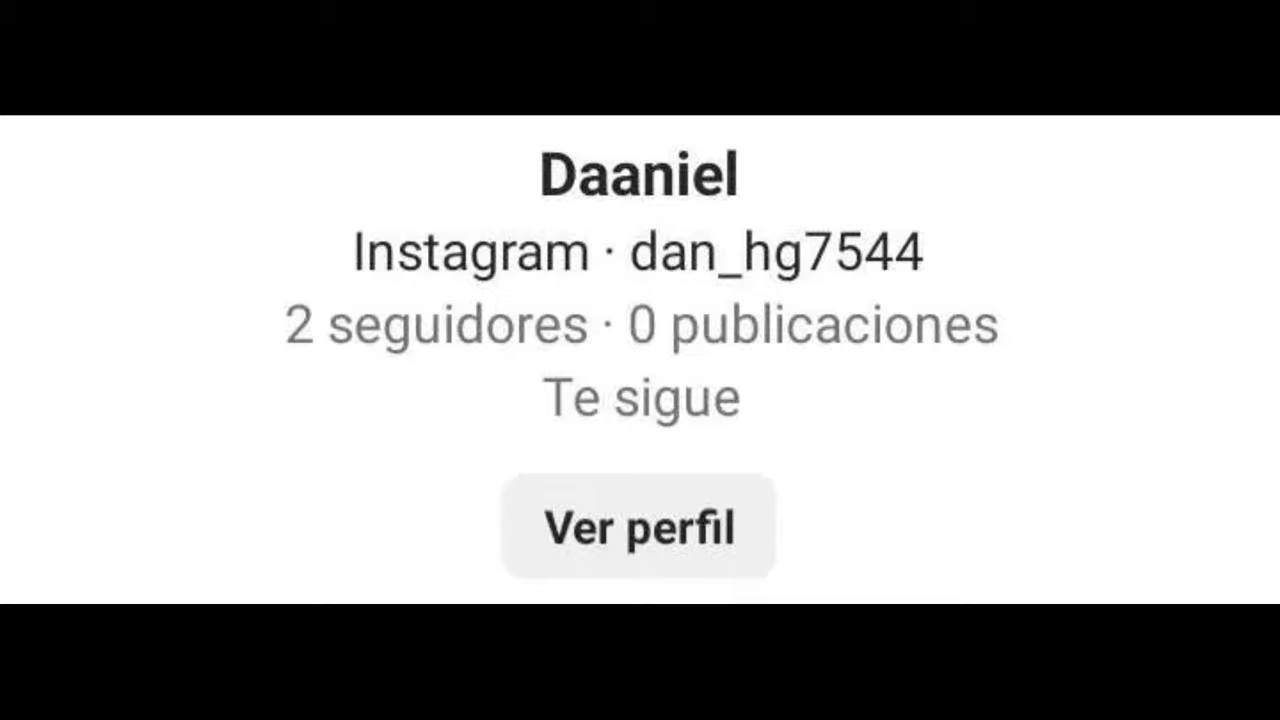 Daaniel
Instagram · dan_hg7544
2 seguidores · 0 publicaciones
Te sigue
Ver perfil